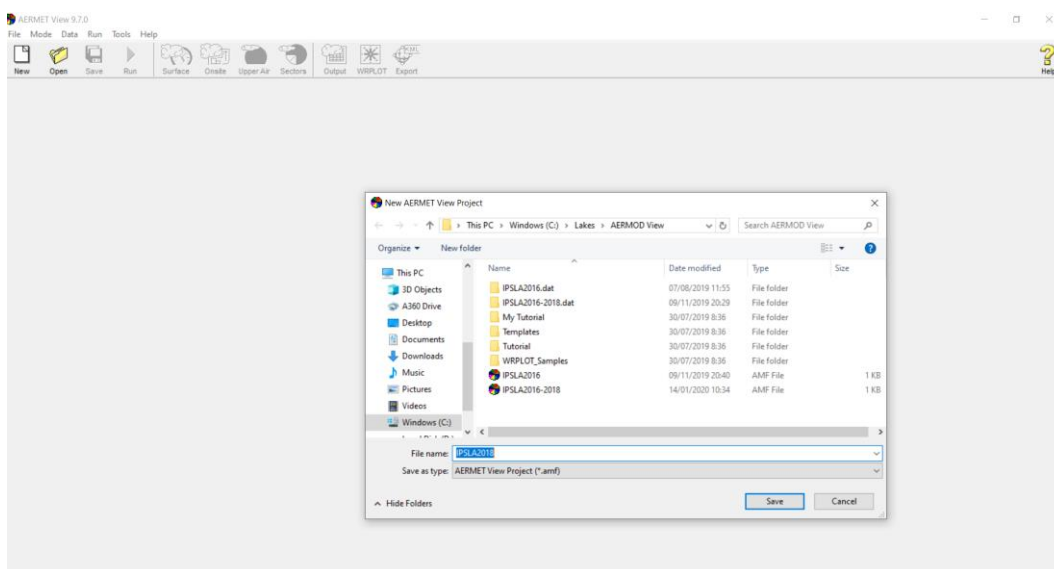 AERMET View 9.7.0
File Mode Data Run Tools Help
New Open Save Run Surface Onsite Upper Air Sectors Output WRPLOT Export Help
New AERMET View Project
This PC > Windows (C:) > Lakes > AERMOD View Search AERMOD View
Organize New folder
Name Date modified Type Size
This PC
3D Objects
A360 Drive
Desktop
Documents
Downloads
Music
Pictures
Videos
Windows (C:)
IPSLA2016.dat 07/08/2019 11:55 File folder
IPSLA2016-2018.dat 09/11/2019 20:29 File folder
My Tutorial 30/07/2019 8:36 File folder
Templates 30/07/2019 8:36 File folder
Tutorial 30/07/2019 8:36 File folder
WRPLOT_Samples 30/07/2019 8:36 File folder
IPSLA2016 09/11/2019 20:40 AMF File 1 KB
IPSLA2016-2018 14/01/2020 10:34 AMF File 1 KB
File name: IPSLA2018
Save as type: AERMET View Project (*.amf)
Hide Folders Save Cancel